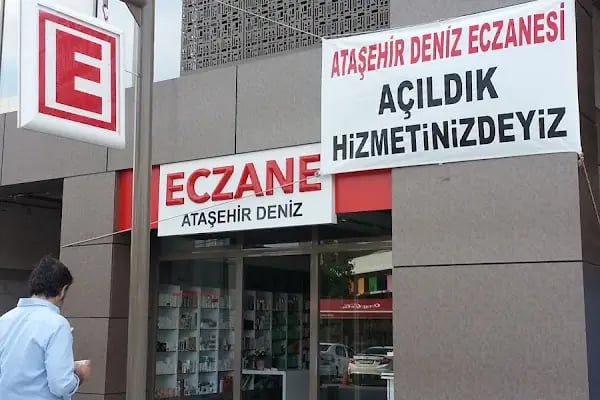 E
ATAŞEHİR DENİZ ECZANESİ
AÇILDIK
HİZMETİNİZDEYİZ
ECZANE
ATAŞEHİR DENİZ